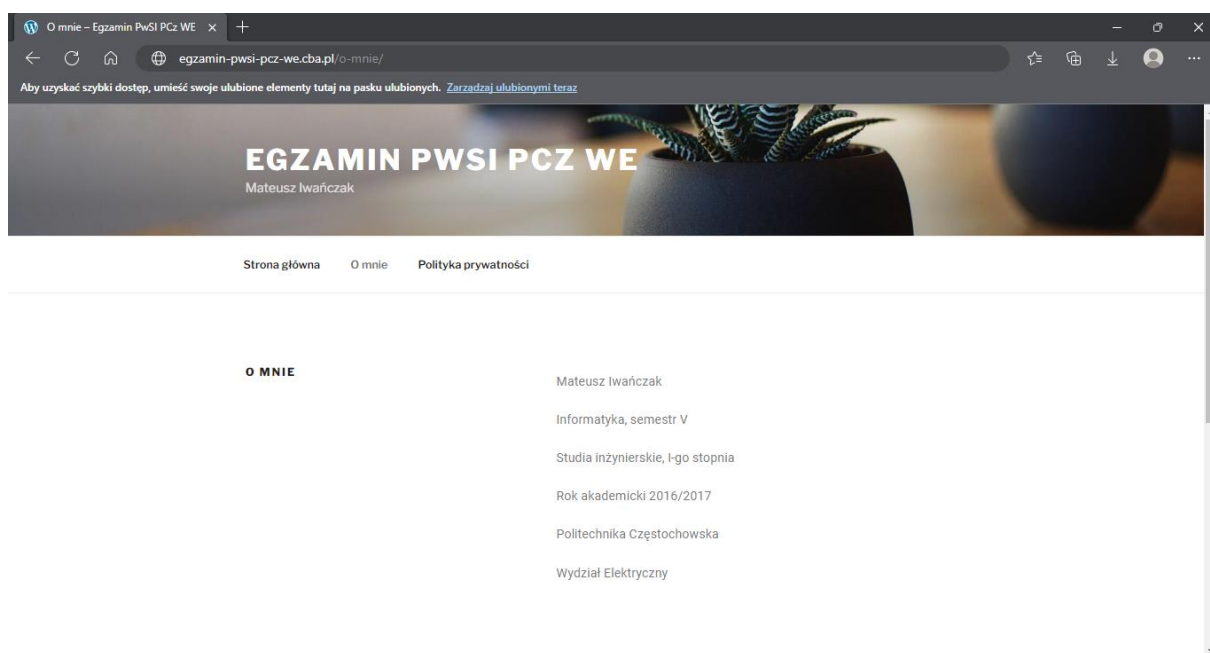 O mnie – Egzamin PwSI PCz WE
egzamin-pwsi-pcz-we.cba.pl/o-mnie/
Aby uzyskać szybki dostęp, umieść swoje ulubione elementy tutaj na pasku ulubionych. Zarządzaj ulubionymi teraz
EGZAMIN PWSI PCZ WE
Mateusz Iwańczak
Strona główna O mnie Polityka prywatności
O MNIE
Mateusz Iwańczak
Informatyka, semestr V
Studia inżynierskie, I-go stopnia
Rok akademicki 2016/2017
Politechnika Częstochowska
Wydział Elektryczny